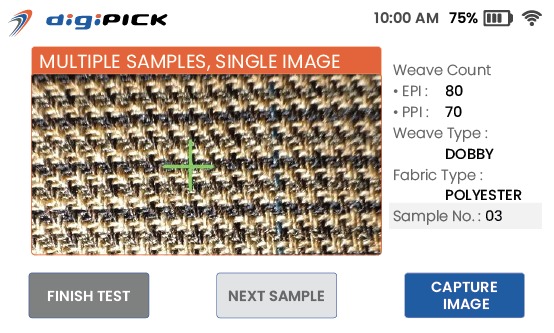 digiPICK
10:00 AM 75%
MULTIPLE SAMPLES, SINGLE IMAGE
Weave Count
• EPI : 80
• PPI : 70
Weave Type :
DOBBY
Fabric Type :
POLYESTER
Sample No. : 03
FINISH TEST
NEXT SAMPLE
CAPTURE
IMAGE